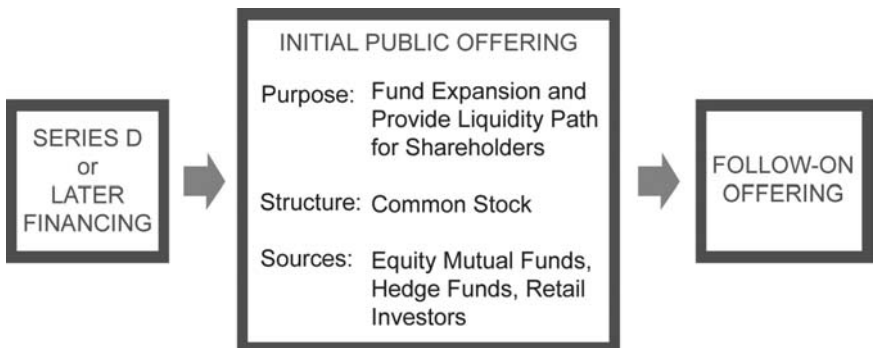 SERIES D
or
LATER
FINANCING
INITIAL PUBLIC OFFERING
Purpose: Fund Expansion and
Provide Liquidity Path
for Shareholders
Structure: Common Stock
Sources: Equity Mutual Funds,
Hedge Funds, Retail
Investors
FOLLOW-ON
OFFERING